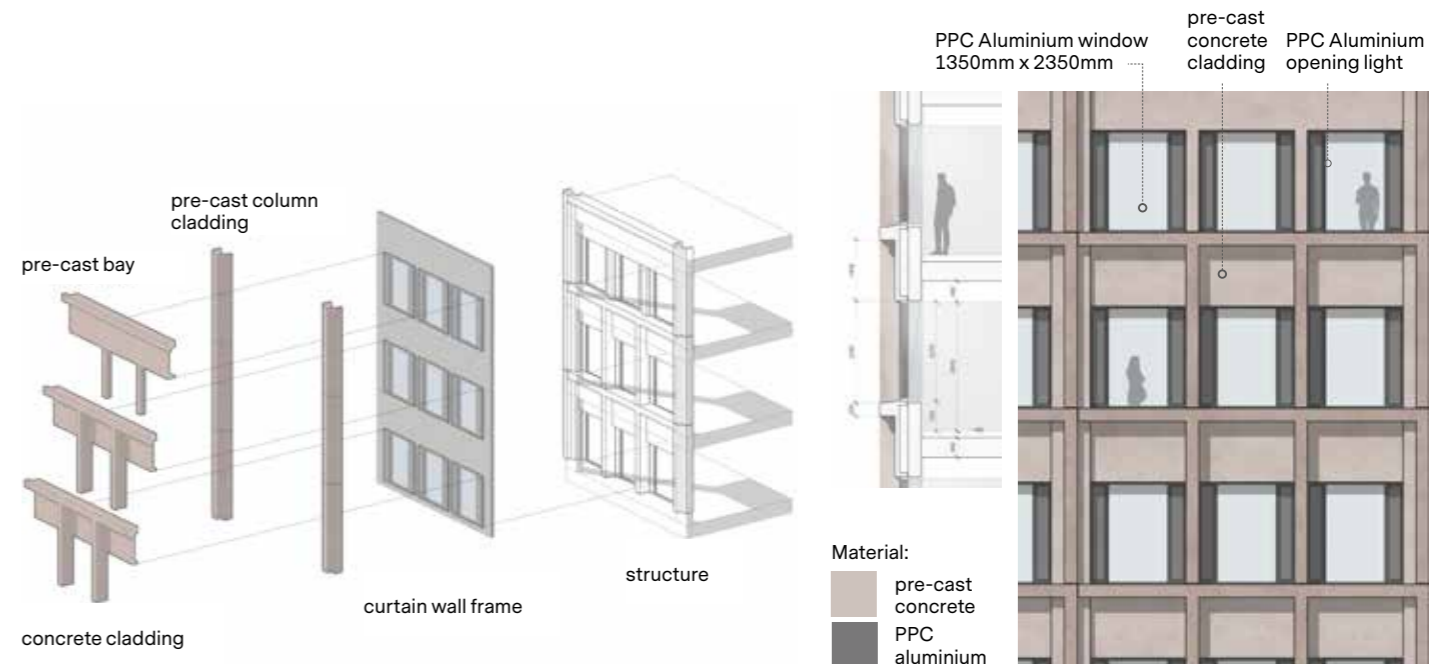 pre-cast bay
pre-cast column
cladding
concrete cladding
curtain wall frame
structure
PPC Aluminium window
1350mm x 2350mm
pre-cast
concrete
cladding
PPC Aluminium
opening light
Material:
pre-cast
concrete
PPC
aluminium